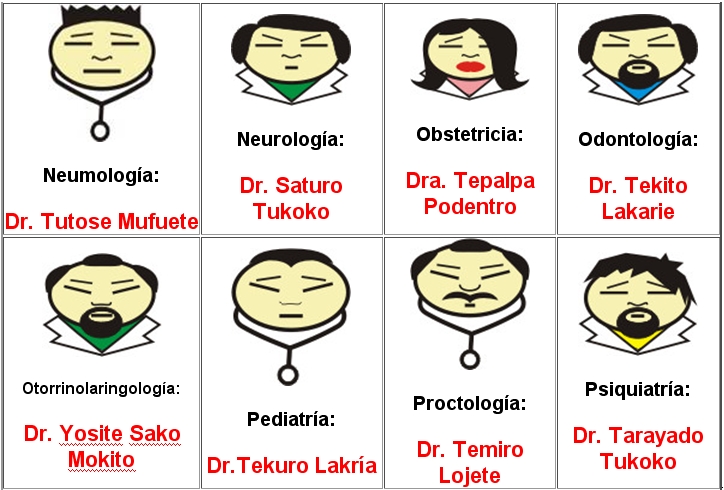 Neumología:
Dr. Tutose Mufuete
Neurología:
Dr. Saturo
Tukoko
Obstetricia:
Dra. Tepalpa
Podentro
Odontología:
Dr. Tekito
Lakarie
Otorrinolaringología:
Dr. Yosite Sako
Mokito
Pediatría:
Dr.Tekuro Lakría
Proctología:
Dr. Temiro
Lojete
Psiquiatría:
Dr. Tarayado
Tukoko